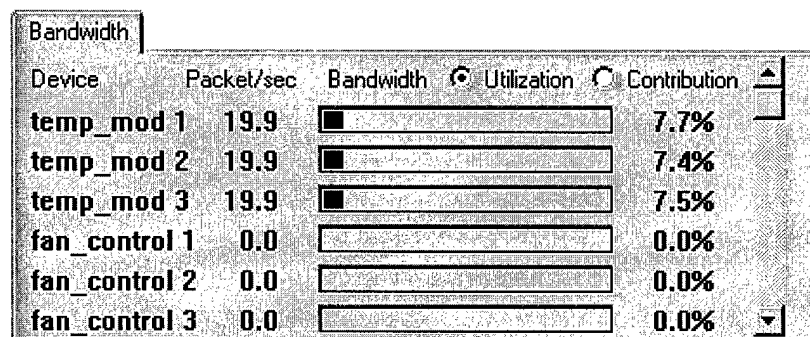 Bandwidth
Device Packet/sec Bandwidth Utilization Contribution
temp_mod 1 19.9 7.7%
temp_mod 2 19.9 7.4%
temp_mod 3 19.9 7.5%
fan_control 1 0.0 0.0%
fan_control 2 0.0 0.0%
fan_control 3 0.0 0.0%